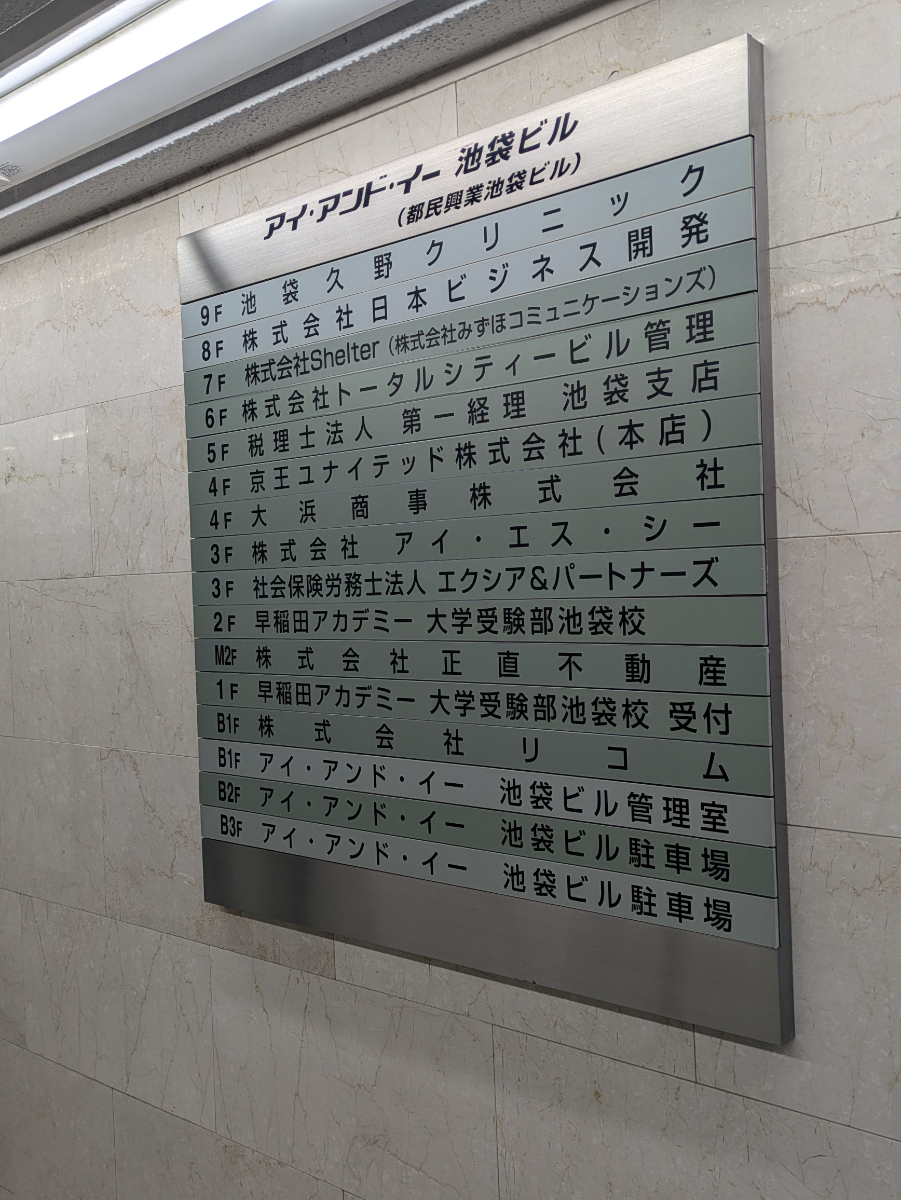 アイ・アンド・イー 池袋ビル
(都民興業池袋ビル)
9F 池袋久野クリニック
8F 株式会社日本ビジネス開発
7F 株式会社Shelter (株式会社みずほコミュニケーションズ)
6F 株式会社トータルシティービル管理
5F 税理士法人 第一経理 池袋支店
4F 京王ユナイテッド株式会社(本店)
4F 大浜商事株式会社
3F 株式会社 アイ・エス・シー
3F 社会保険労務士法人 エクシア&パートナーズ
2F 早稲田アカデミー 大学受験部池袋校
M2F 株式会社正直不動産
1F 早稲田アカデミー 大学受験部池袋校 受付
B1F 株式会社リコム
B1F アイ・アンド・イー 池袋ビル管理室
B2F アイ・アンド・イー 池袋ビル駐車場
B3F アイ・アンド・イー 池袋ビル駐車場